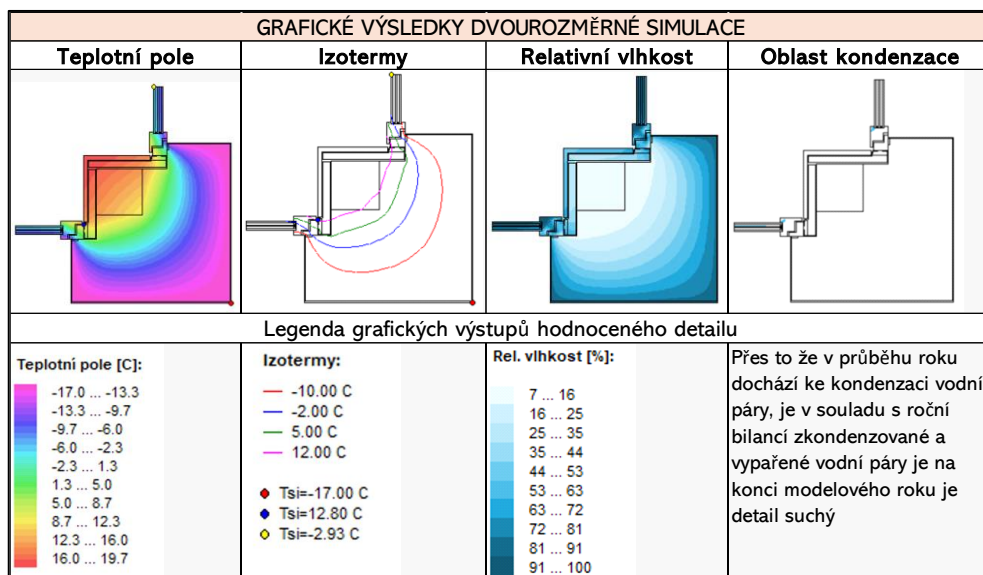 GRAFICKÉ VÝSLEDKY DVOUROZMĚRNÉ SIMULACE
Teplotní pole
Izotermy
Relativní vlhkost
Oblast kondenzace
Legenda grafických výstupů hodnoceného detailu
Teplotní pole [C]:
-17.0 ... -13.3
-13.3 ... -9.7
-9.7 ... -6.0
-6.0 ... -2.3
-2.3 ... 1.3
1.3 ... 5.0
5.0 ... 8.7
8.7 ... 12.3
12.3 ... 16.0
16.0 ... 19.7
Izotermy:
-10.00 C
-2.00 C
5.00 C
12.00 C
Tsi=-17.00 C
Tsi=12.80 C
Tsi=-2.93 C
Rel. vlhkost [%]:
7 ... 16
16 ... 25
25 ... 35
35 ... 44
44 ... 53
53 ... 63
63 ... 72
72 ... 81
81 ... 91
91 ... 100
Přes to že v průběhu roku
dochází ke kondenzaci vodní
páry, je v souladu s roční
bilancí zkondenzované a
vypařené vodní páry je na
konci modelového roku je
detail suchý